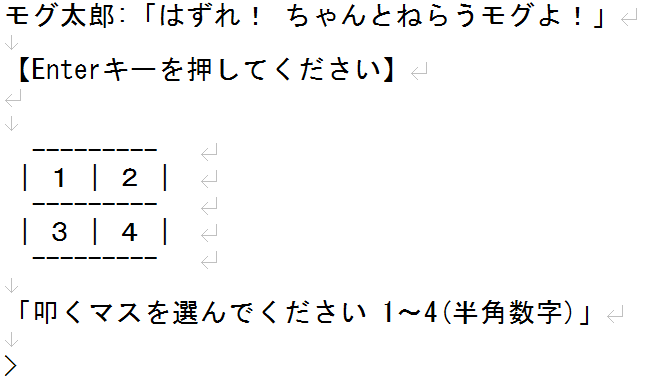 モグ太郎:「はずれ！ ちゃんとねらうモグよ！」↵
↓
【Enterキーを押してください】↵
↵
↓
--------- ↵
| １ | ２ | ↵
--------- ↵
| ３ | ４ | ↵
--------- ↵
↓
「叩くマスを選んでください 1～4(半角数字)」↵
↓
＞